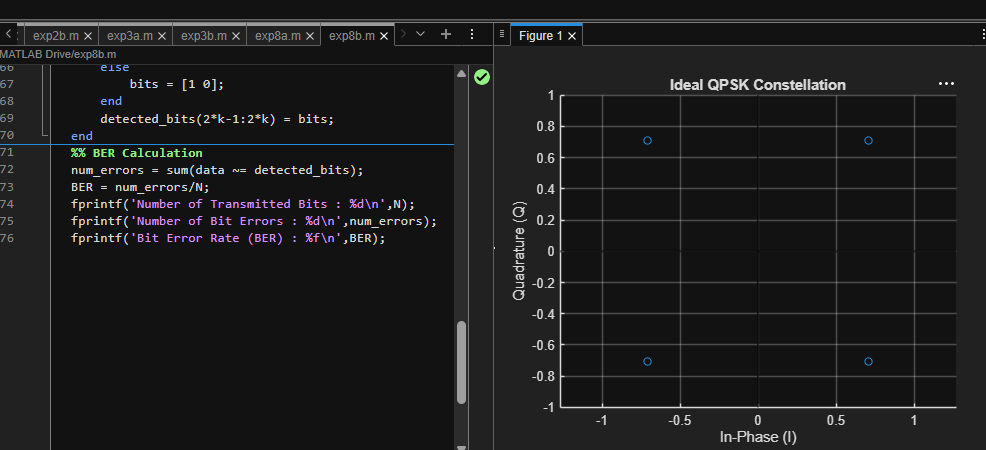 exp2b.m × exp3a.m × exp3b.m × exp8a.m × exp8b.m ×
MATLAB Drive/exp8b.m
66 else
67 bits = [1 0];
68 end
69 detected_bits(2*k-1:2*k) = bits;
70 end
71 %% BER Calculation
72 num_errors = sum(data ~= detected_bits);
73 BER = num_errors/N;
74 fprintf('Number of Transmitted Bits : %d\n',N);
75 fprintf('Number of Bit Errors : %d\n',num_errors);
76 fprintf('Bit Error Rate (BER) : %f\n',BER);
Figure 1 ×
Ideal QPSK Constellation
1
0.8
0.6
0.4
0.2
0
-0.2
-0.4
-0.6
-0.8
-1
Quadrature (Q)
-1 -0.5 0 0.5 1
In-Phase (I)